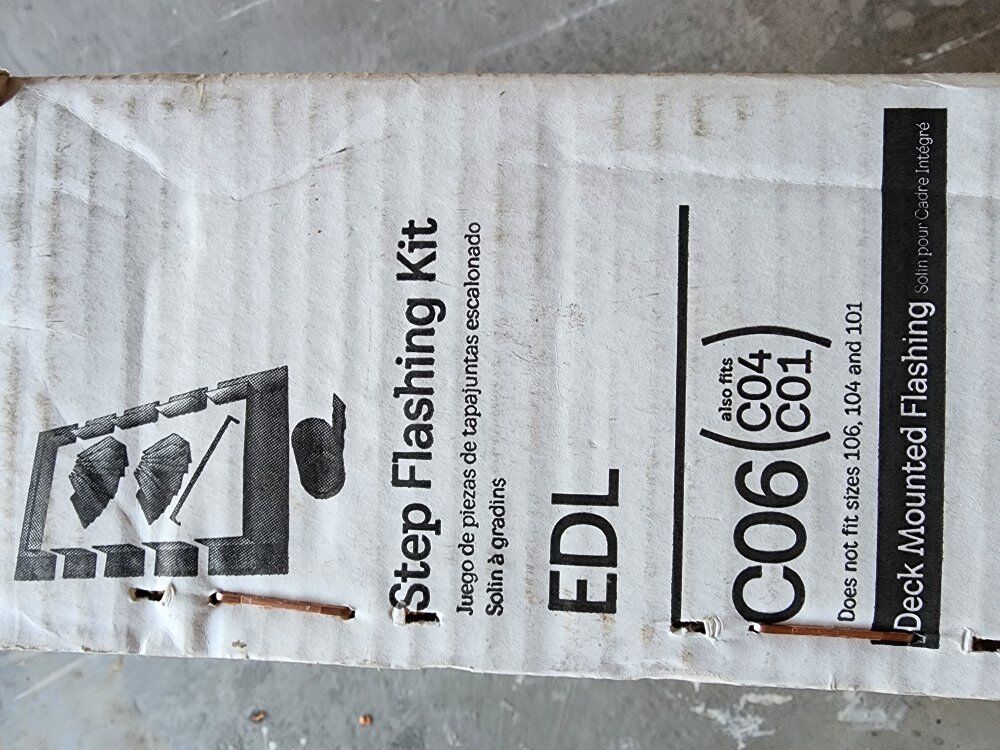 Step Flashing Kit
Juego de piezas de tapajuntas escalonado
Solin à gradins
EDL
C06 (also fits C04 C01)
Does not fit sizes 106, 104 and 101
Deck Mounted Flashing Solin pour Cadre Intégré